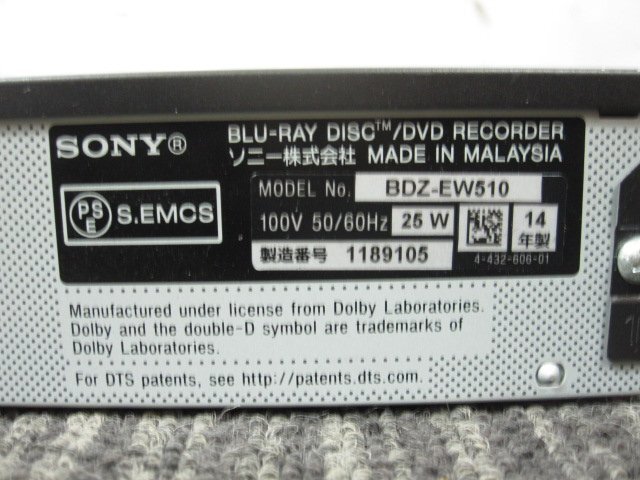 SONY®
BLU-RAY DISC™/DVD RECORDER
ソニー株式会社 MADE IN MALAYSIA
PSE S.EMCS
MODEL No. BDZ-EW510
100V 50/60Hz 25 W
14年製
製造番号 1189105
4-432-606-01
Manufactured under license from Dolby Laboratories.
Dolby and the double-D symbol are trademarks of
Dolby Laboratories.
For DTS patents, see http://patents.dts.com.